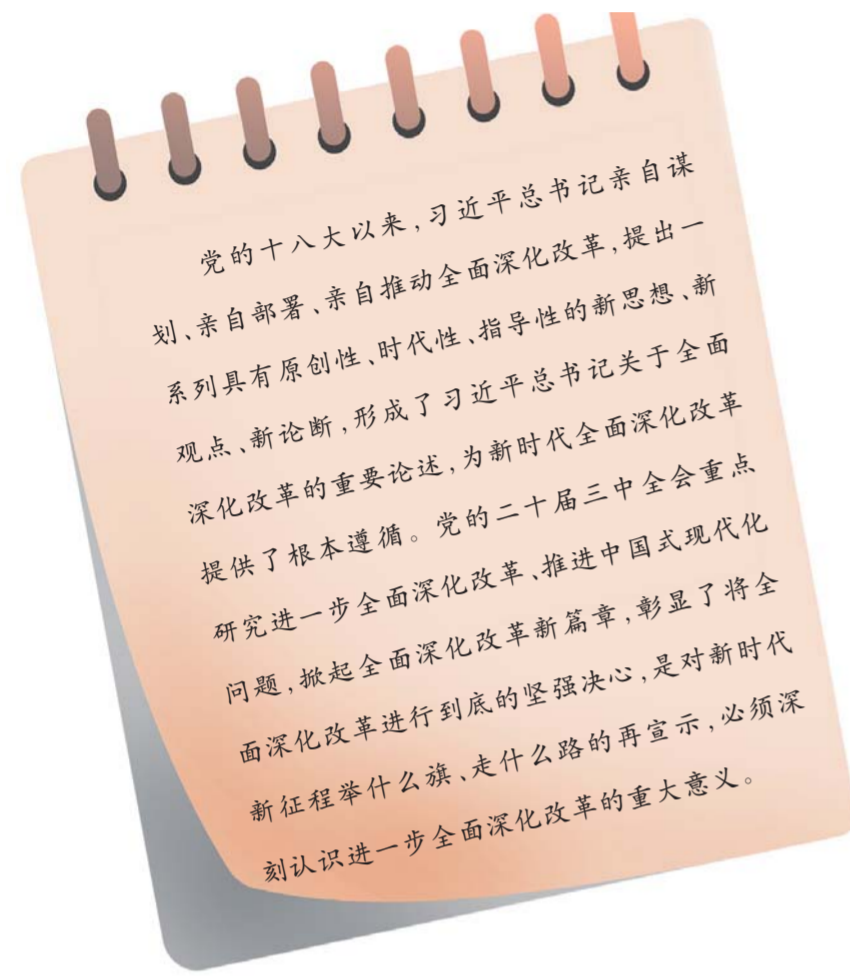 党的十八大以来,习近平总书记亲自谋
划、亲自部署、亲自推动全面深化改革,提出一
系列具有原创性、时代性、指导性的新思想、新
观点、新论断,形成了习近平总书记关于全面
深化改革的重要论述,为新时代全面深化改革
提供了根本遵循。党的二十届三中全会重点
研究进一步全面深化改革、推进中国式现代化
问题,掀起全面深化改革新篇章,彰显了将全
面深化改革进行到底的坚强决心,是对新时代
新征程举什么旗、走什么路的再宣示,必须深
刻认识进一步全面深化改革的重大意义。